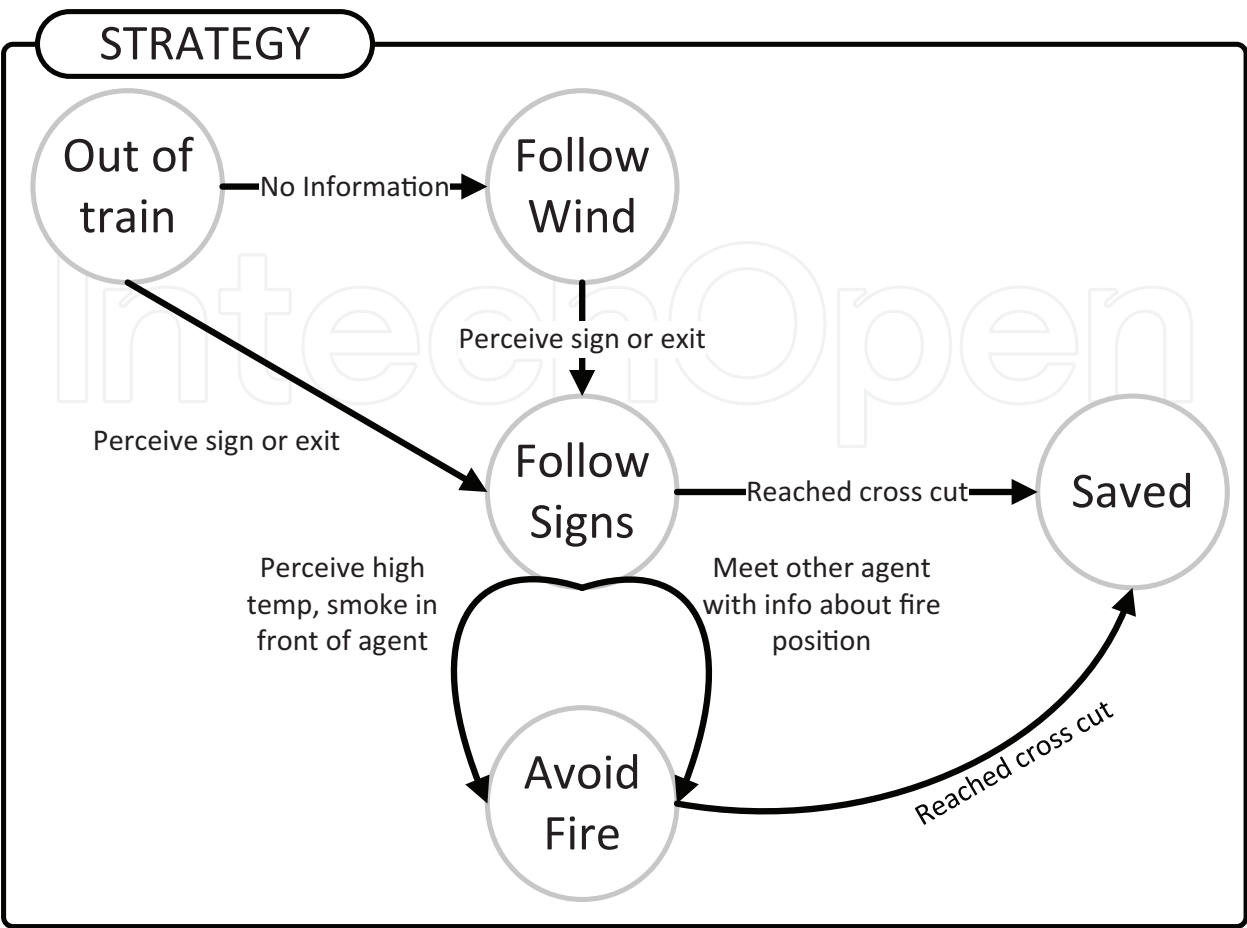 STRATEGY
Out of
train
No Information
Follow
Wind
IntechOpen
Perceive sign or exit
Perceive sign or exit
Follow
Signs
Reached cross cut
Saved
Perceive high
temp, smoke in
front of agent
Meet other agent
with info about fire
position
Avoid
Fire
Reached cross cut